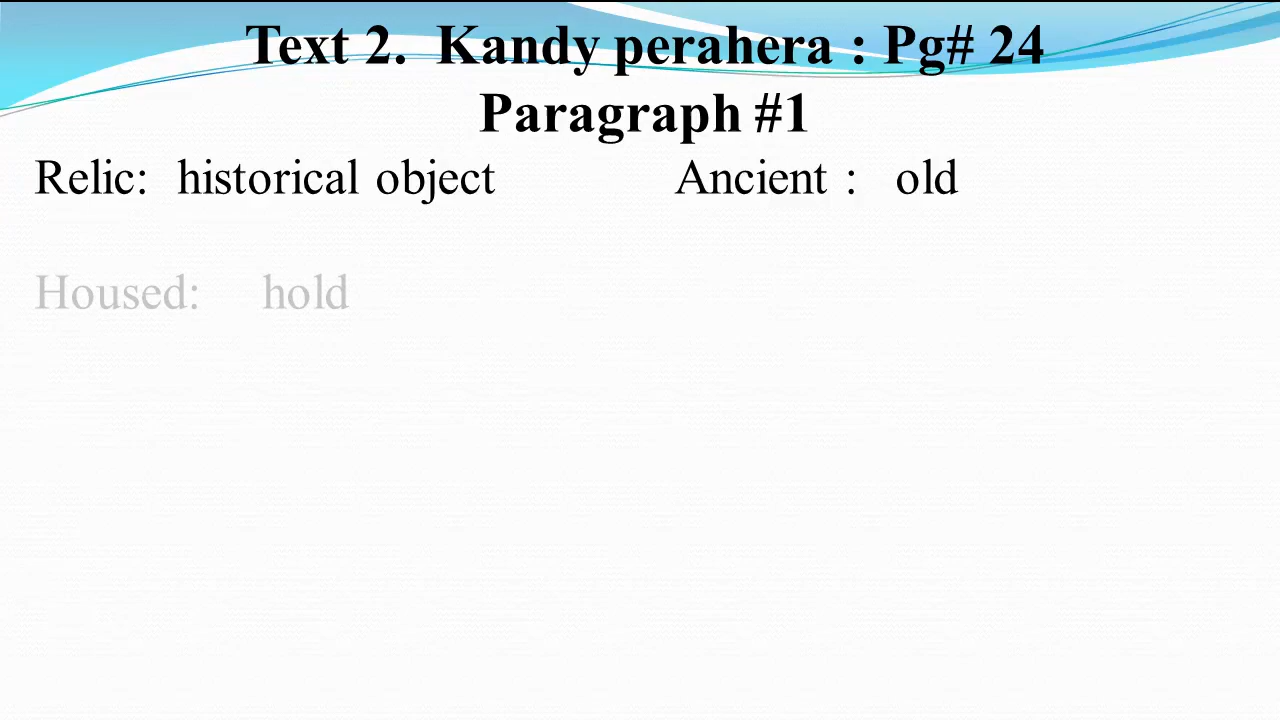 Text 2. Kandy perahera : Pg# 24
Paragraph #1
Relic: historical object Ancient : old
Housed: hold